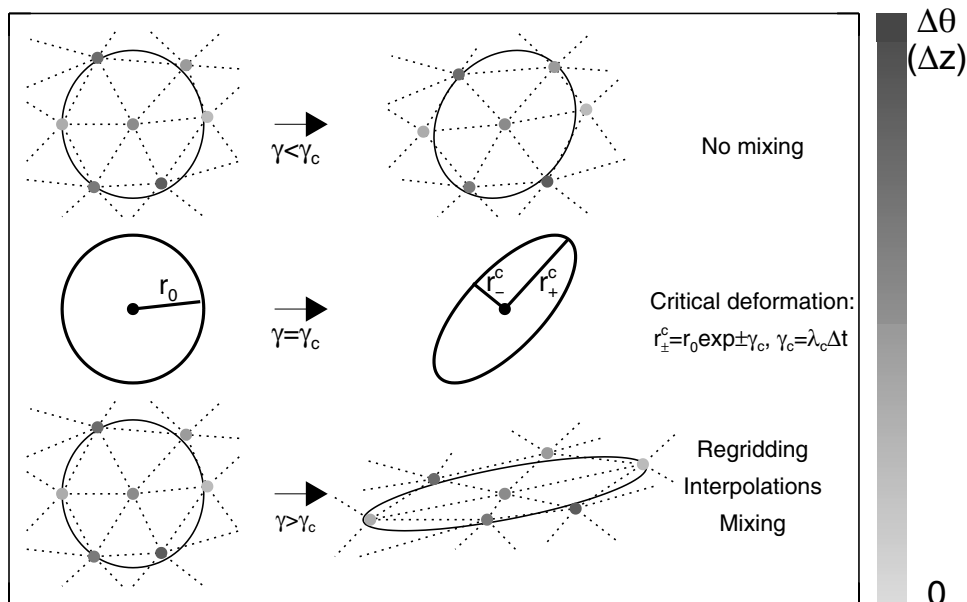 Δθ
(Δz)
γ<γc
No mixing
r0
r-^c
r+^c
γ=γc
Critical deformation:
r±^c=r0exp±γc, γc=λcΔt
γ>γc
Regridding
Interpolations
Mixing
0